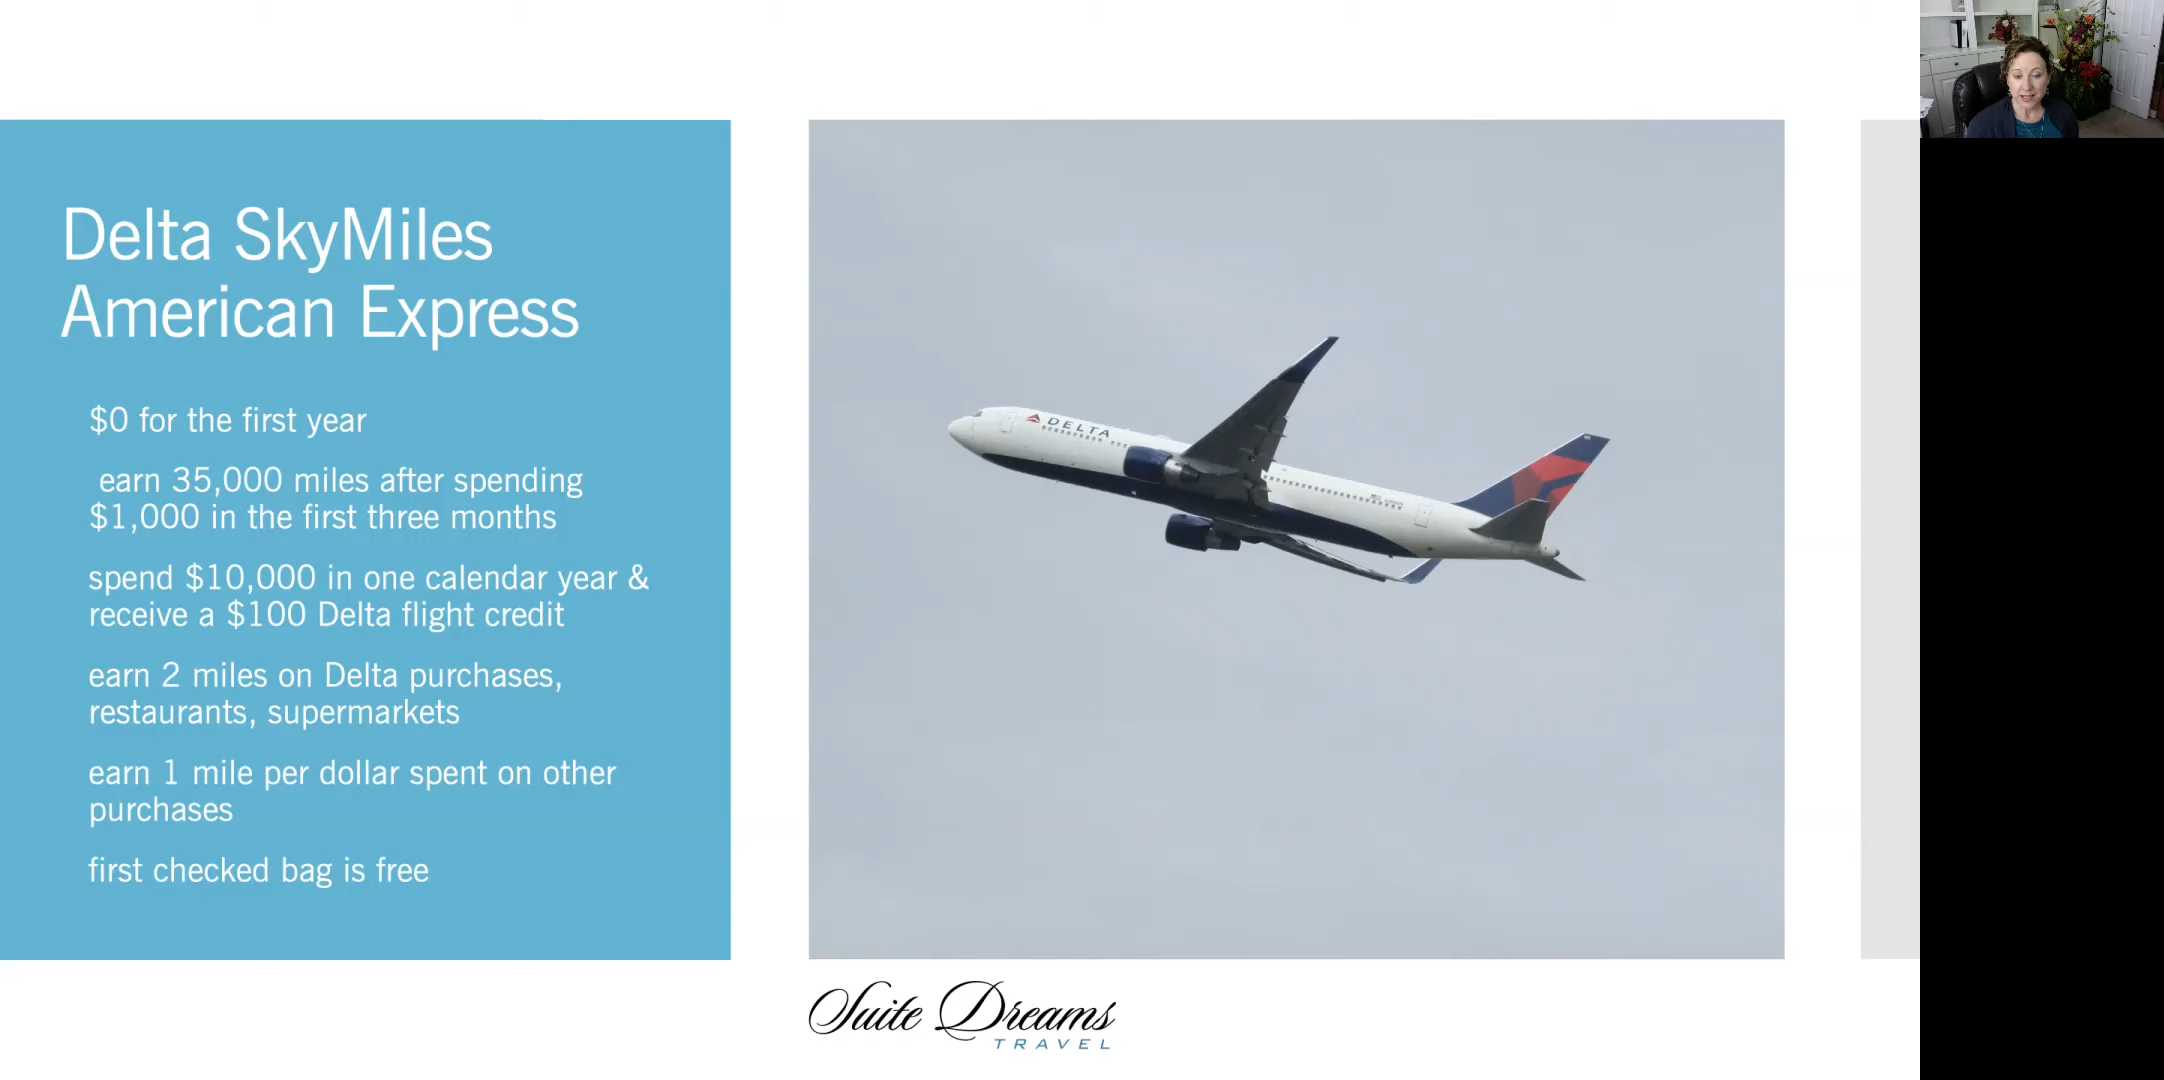 Delta SkyMiles
American Express
$0 for the first year
earn 35,000 miles after spending
$1,000 in the first three months
spend $10,000 in one calendar year &
receive a $100 Delta flight credit
earn 2 miles on Delta purchases,
restaurants, supermarkets
earn 1 mile per dollar spent on other
purchases
first checked bag is free
DELTA
Suite Dreams
TRAVEL